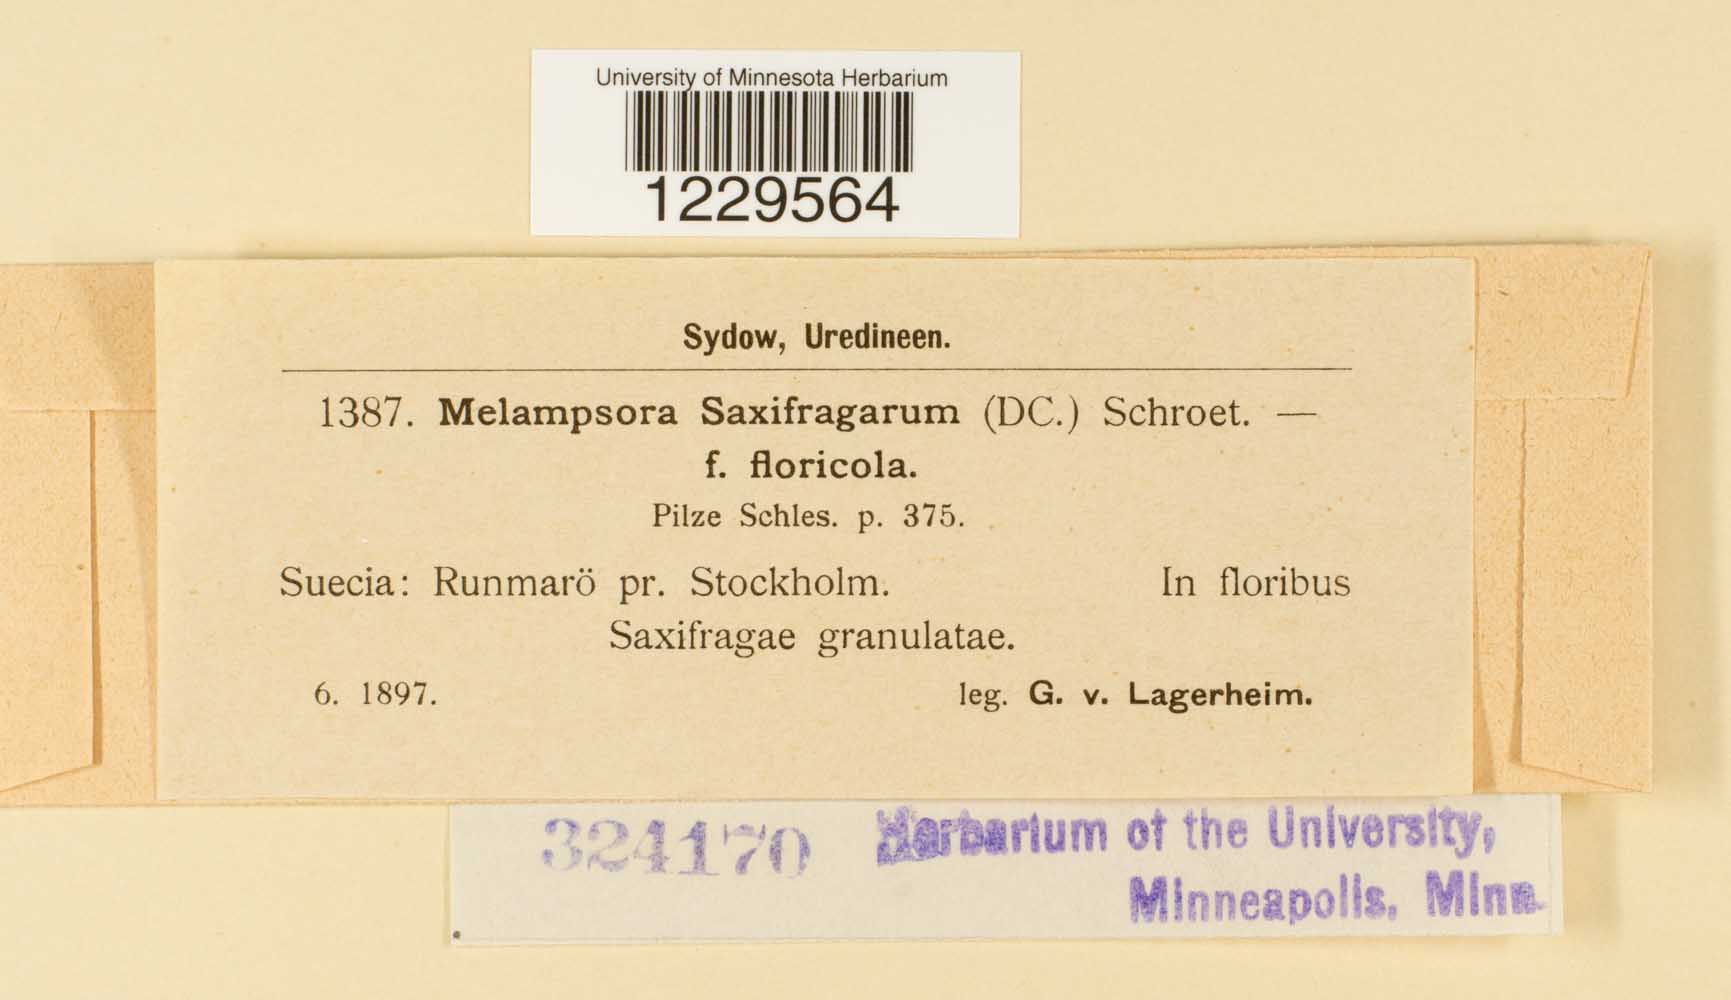 University of Minnesota Herbarium
1229564
Sydow, Uredineen.
1387. Melampsora Saxifragarum (DC.) Schroet. —
f. floricola.
Pilze Schles. p. 375.
Suecia: Runmarö pr. Stockholm. In floribus
Saxifragae granulatae.
6. 1897. leg. G. v. Lagerheim.
324170 Herbarium of the University,
Minneapolis, Minn.